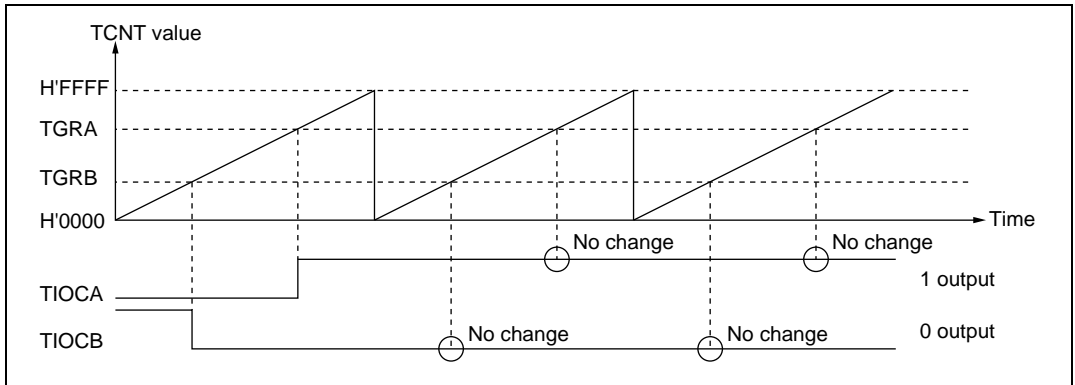 TCNT value
H'FFFF
TGRA
TGRB
H'0000
Time
No change
No change
1 output
TIOCA
No change
No change
0 output
TIOCB